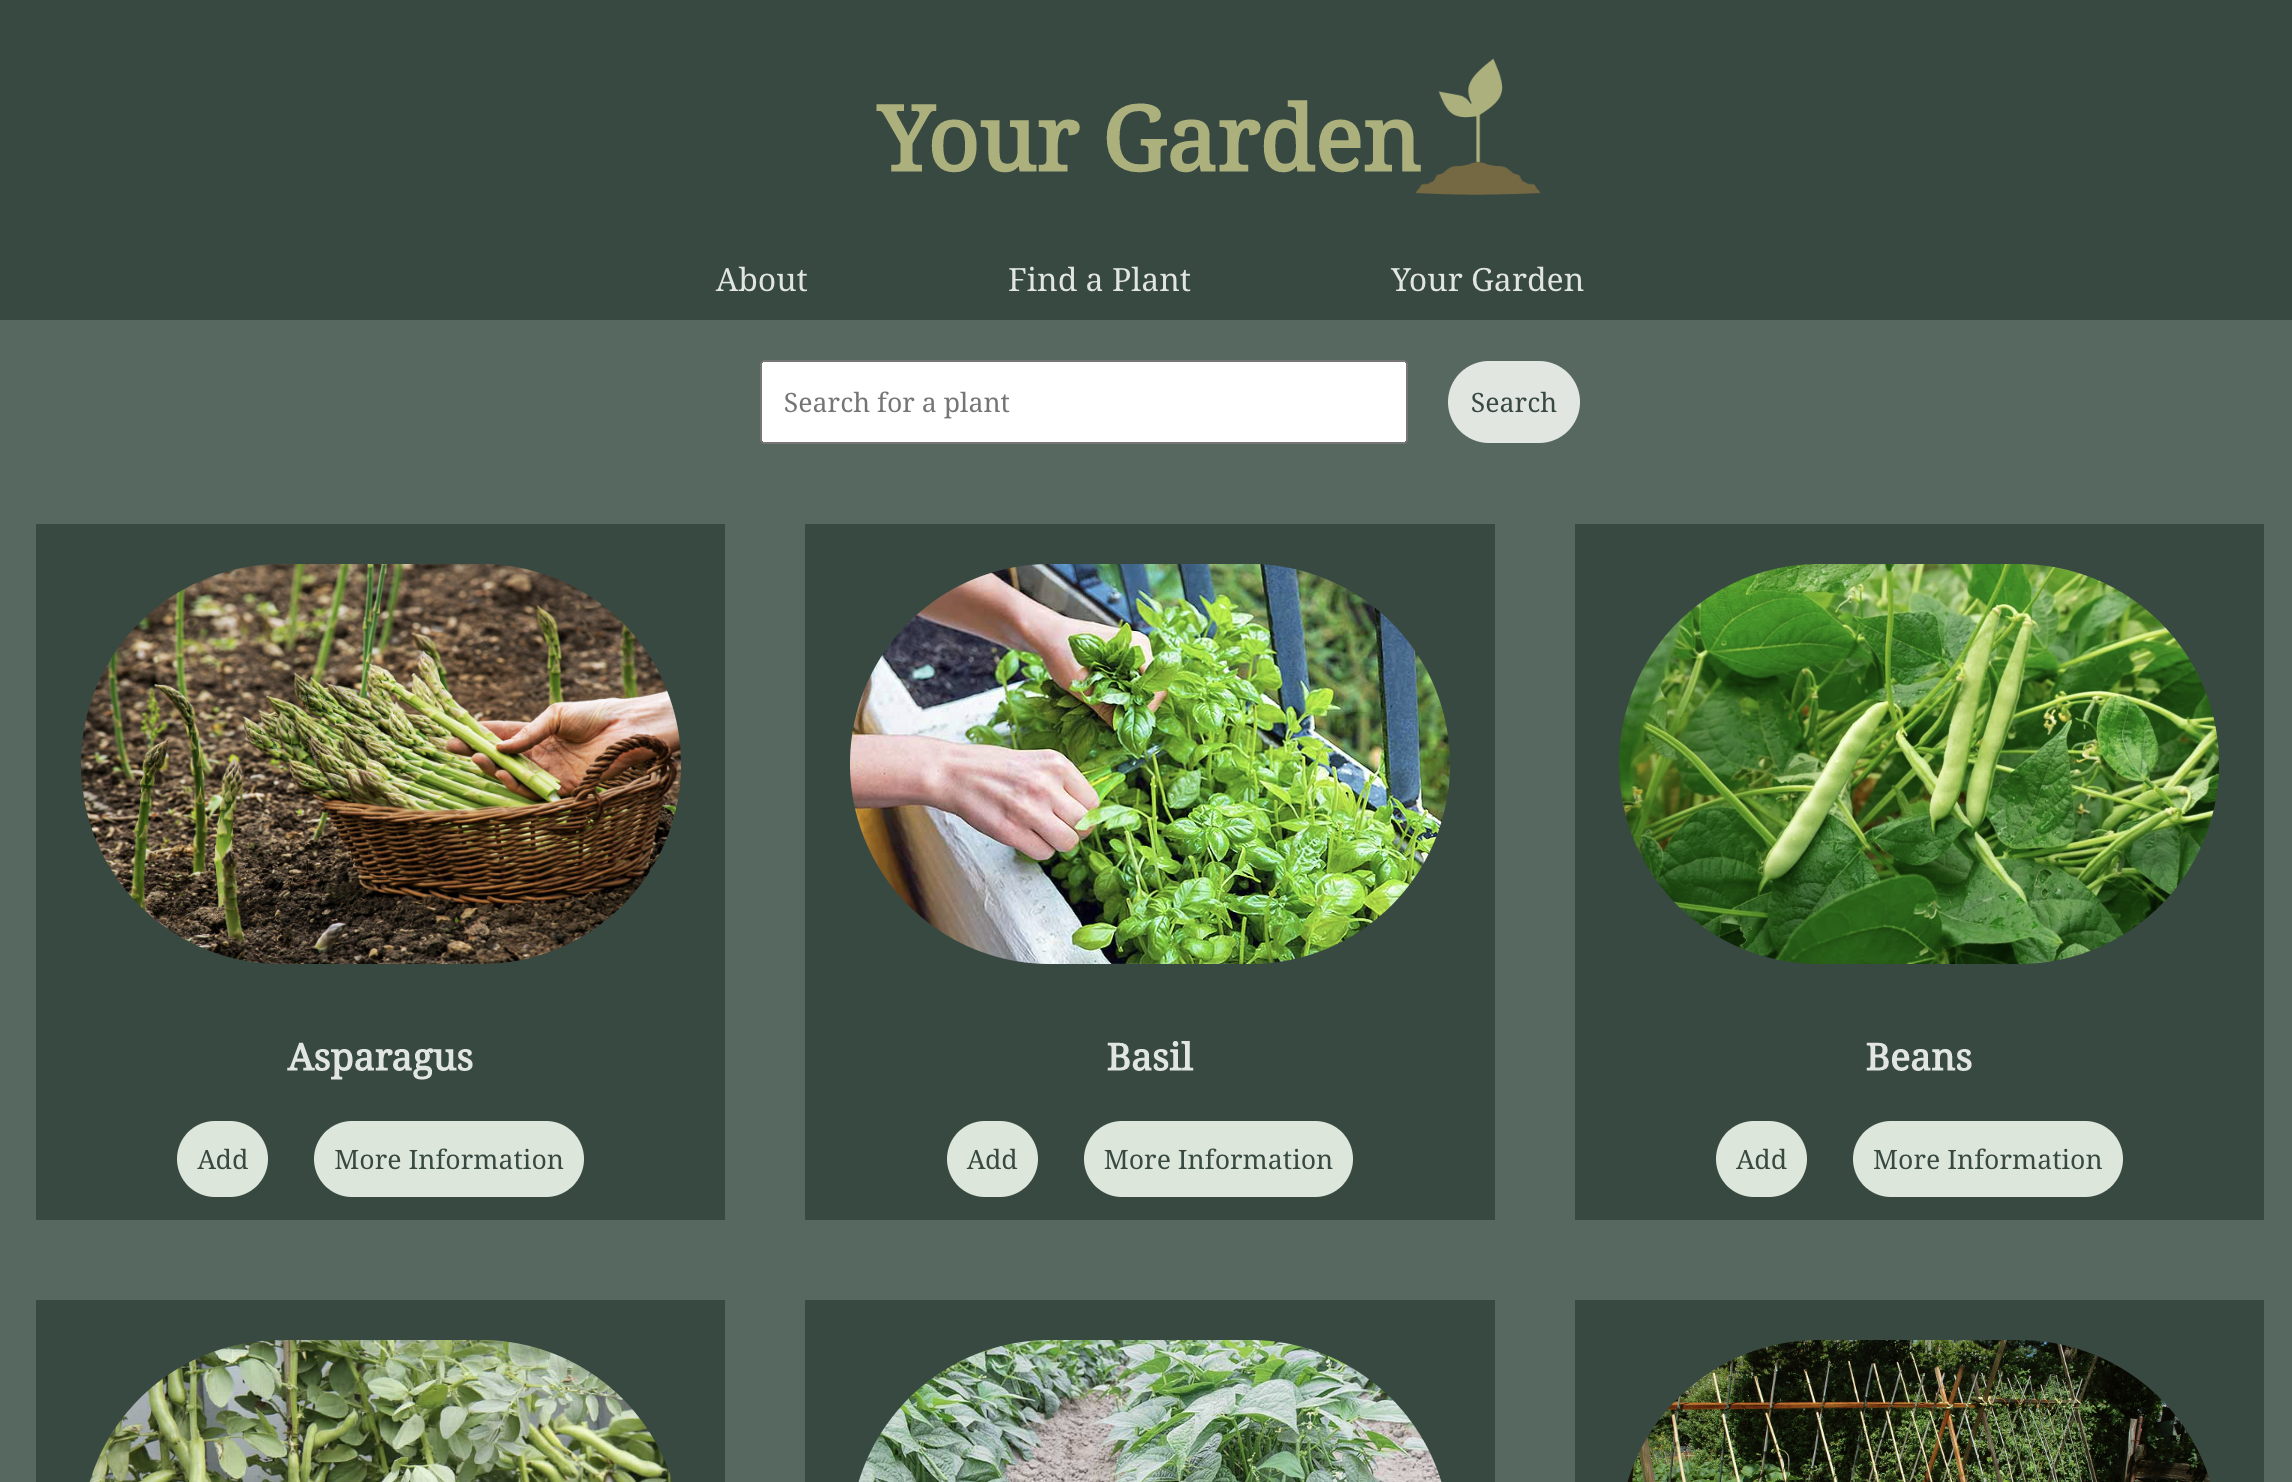 Your Garden
About Find a Plant Your Garden
Search for a plant Search
Asparagus Basil Beans
Add More Information Add More Information Add More Information